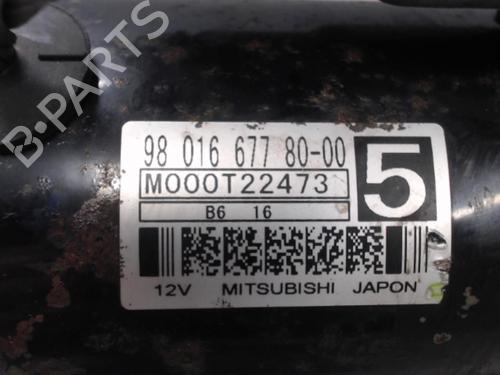 B-PARTS
98 016 677 80-00
5
M000T22473
B6 16
12V MITSUBISHI JAPON